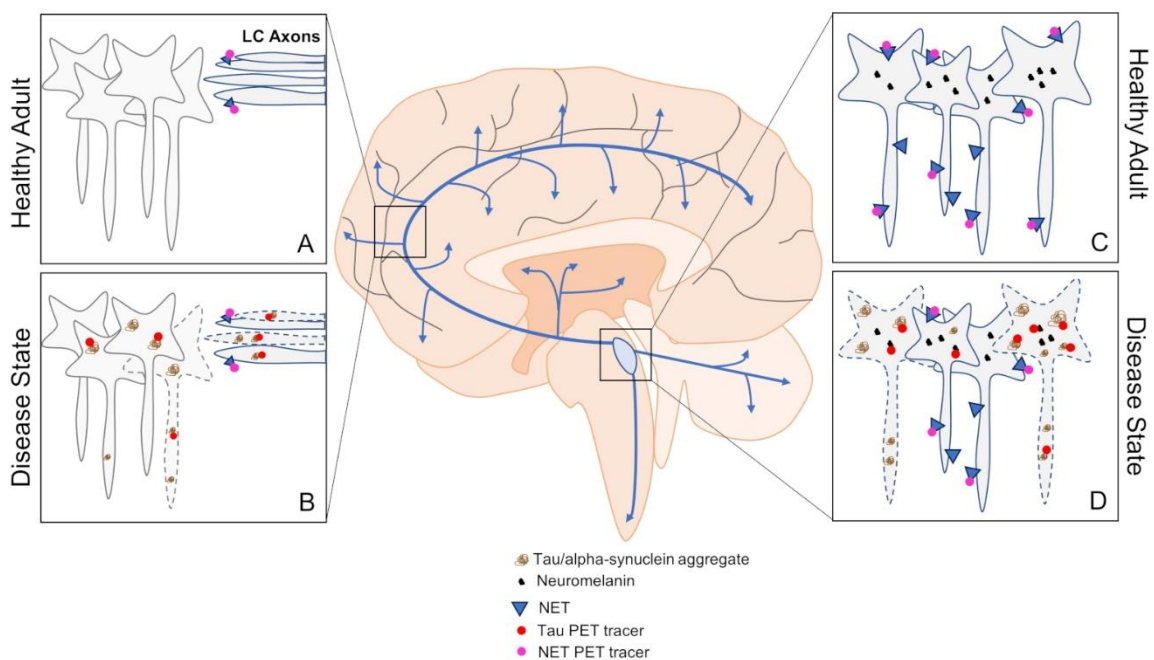 Healthy Adult
LC Axons
A
Disease State
B
Healthy Adult
C
Disease State
D
Tau/alpha-synuclein aggregate
Neuromelanin
NET
Tau PET tracer
NET PET tracer